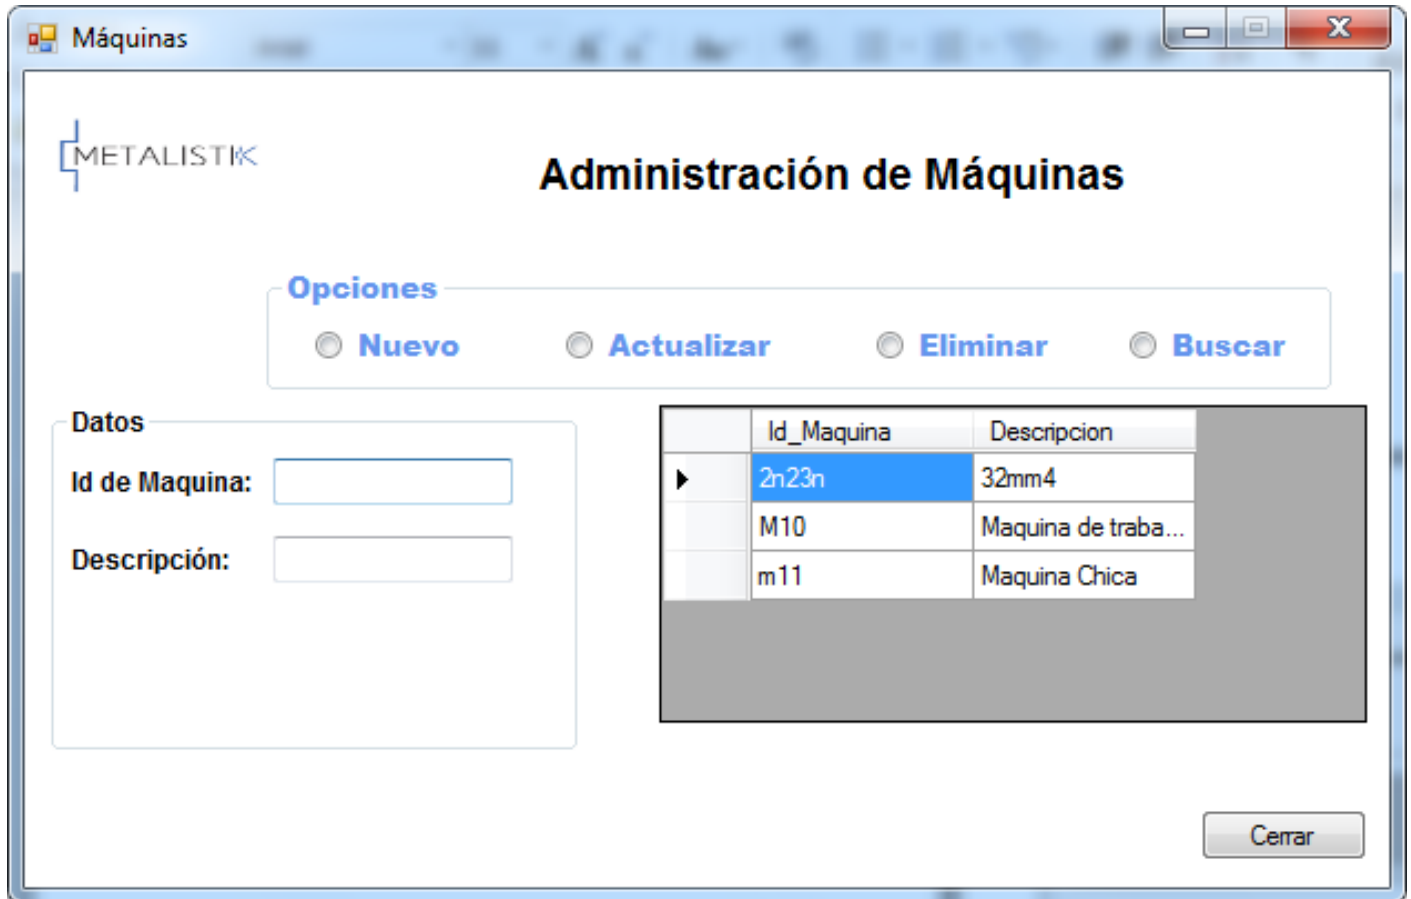 Máquinas
METALISTIK
Administración de Máquinas
Opciones
Nuevo Actualizar Eliminar Buscar
Datos
Id de Maquina:
Descripción:
Id_Maquina Descripcion
2n23n 32mm4
M10 Maquina de traba...
m11 Maquina Chica
Cerrar